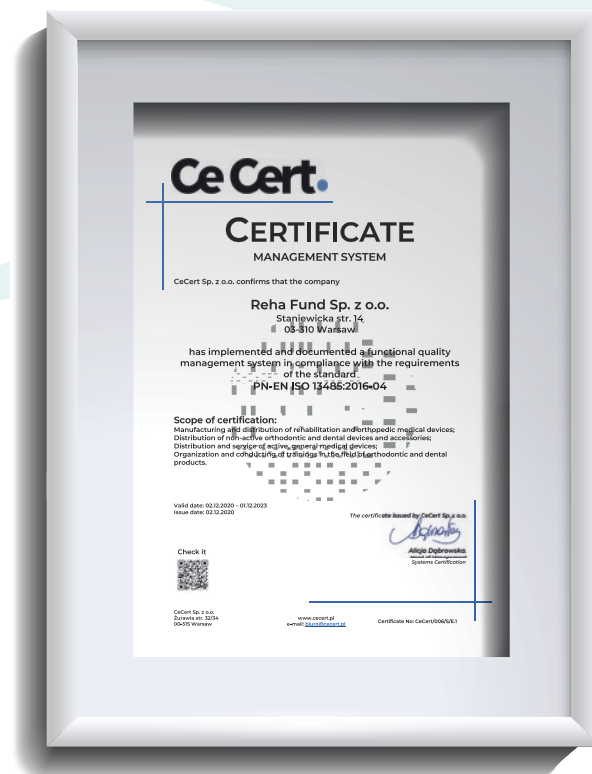 Ce Cert.
CERTIFICATE
MANAGEMENT SYSTEM
CeCert Sp. z o.o. confirms that the company
Reha Fund Sp. z o.o.
Staniewicka str. 14
03-310 Warsaw
has implemented and documented a functional quality
management system in compliance with the requirements
of the standard
PN-EN ISO 13485:2016-04
Scope of certification:
Manufacturing and distribution of rehabilitation and orthopedic medical devices;
Distribution of non-active orthodontic and dental devices and accessories;
Distribution and service of active, general medical devices;
Organization and conducting of trainings in the field of orthodontic and dental
products.
Valid date: 02.12.2020 – 01.12.2023
Issue date: 02.12.2020
The certificate issued by CeCert Sp. z o.o.
Alicja Dąbrowska
Head of Management
Systems Certification
Check it
CeCert Sp. z o.o.
Żurawia str. 32/34
00-515 Warsaw
www.cecert.pl
e-mail: biuro@cecert.pl
Certificate No: CeCert/006/S/E.1